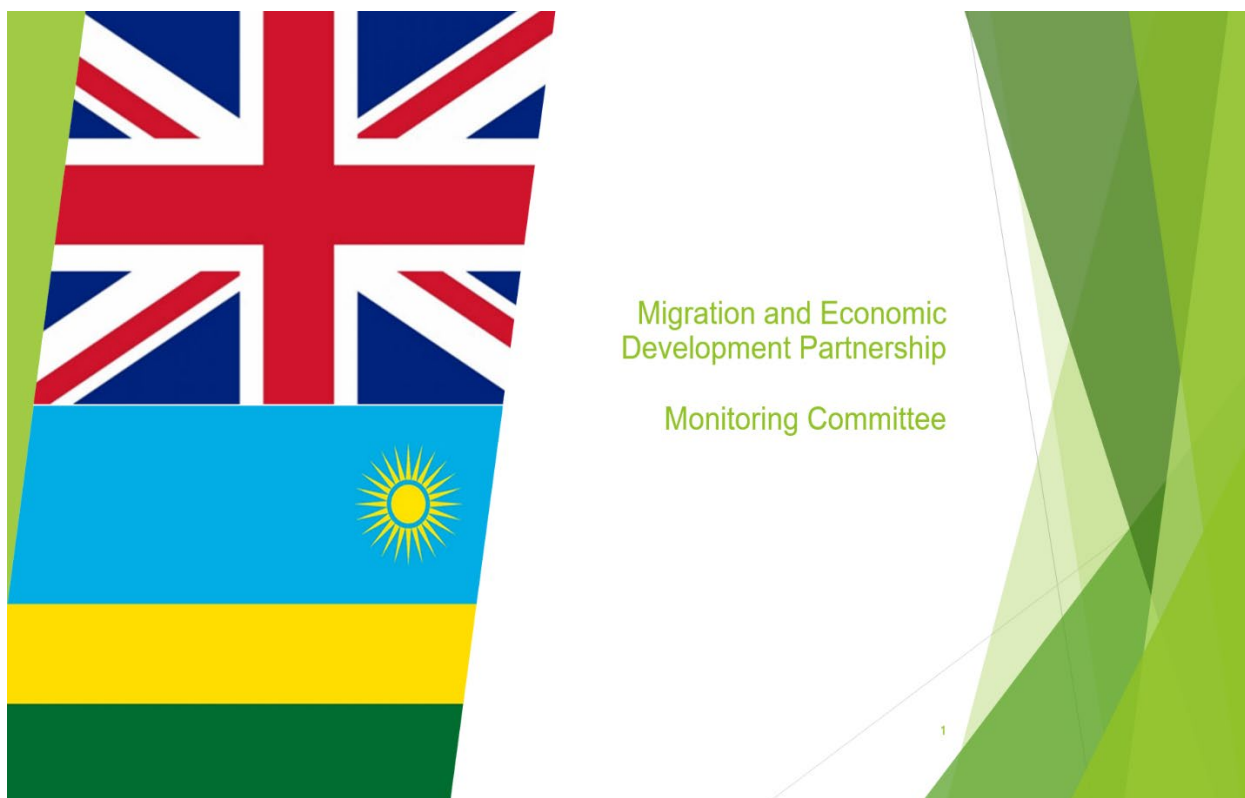 Migration and Economic
Development Partnership
Monitoring Committee
1